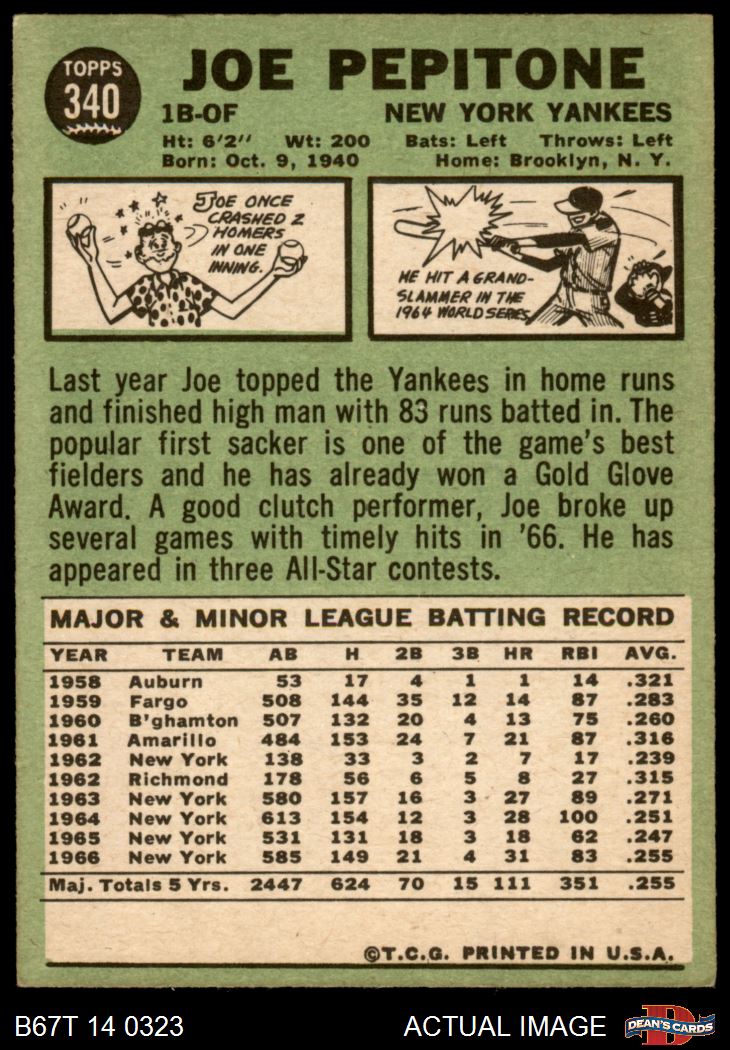 TOPPS
340
JOE PEPITONE
1B-OF NEW YORK YANKEES
Ht: 6'2" Wt: 200 Bats: Left Throws: Left
Born: Oct. 9, 1940 Home: Brooklyn, N. Y.
JOE ONCE
CRASHED 2
HOMERS
IN ONE
INNING.
HE HIT A GRAND-
SLAMMER IN THE
1964 WORLD SERIES.
Last year Joe topped the Yankees in home runs
and finished high man with 83 runs batted in. The
popular first sacker is one of the game's best
fielders and he has already won a Gold Glove
Award. A good clutch performer, Joe broke up
several games with timely hits in '66. He has
appeared in three All-Star contests.
MAJOR & MINOR LEAGUE BATTING RECORD
YEAR TEAM AB H 2B 3B HR RBI AVG.
1958 Auburn 53 17 4 1 1 14 .321
1959 Fargo 508 144 35 12 14 87 .283
1960 B'ghamton 507 132 20 4 13 75 .260
1961 Amarillo 484 153 24 7 21 87 .316
1962 New York 138 33 3 2 7 17 .239
1962 Richmond 178 56 6 5 8 27 .315
1963 New York 580 157 16 3 27 89 .271
1964 New York 613 154 12 3 28 100 .251
1965 New York 531 131 18 3 18 62 .247
1966 New York 585 149 21 4 31 83 .255
Maj. Totals 5 Yrs. 2447 624 70 15 111 351 .255
©T.C.G. PRINTED IN U.S.A.
B67T 14 0323 ACTUAL IMAGE
D
DEAN'S CARDS